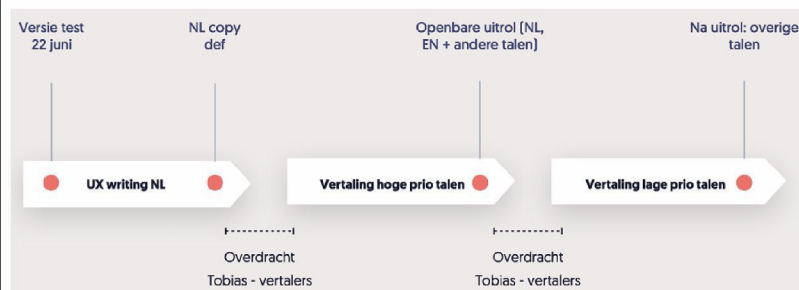 Versie test
22 juni
NL copy
def
Openbare uitrol (NL,
EN + andere talen)
Na uitrol: overige
talen
UX writing NL
Vertaling hoge prio talen
Vertaling lage prio talen
Overdracht
Tobias - vertalers
Overdracht
Tobias - vertalers